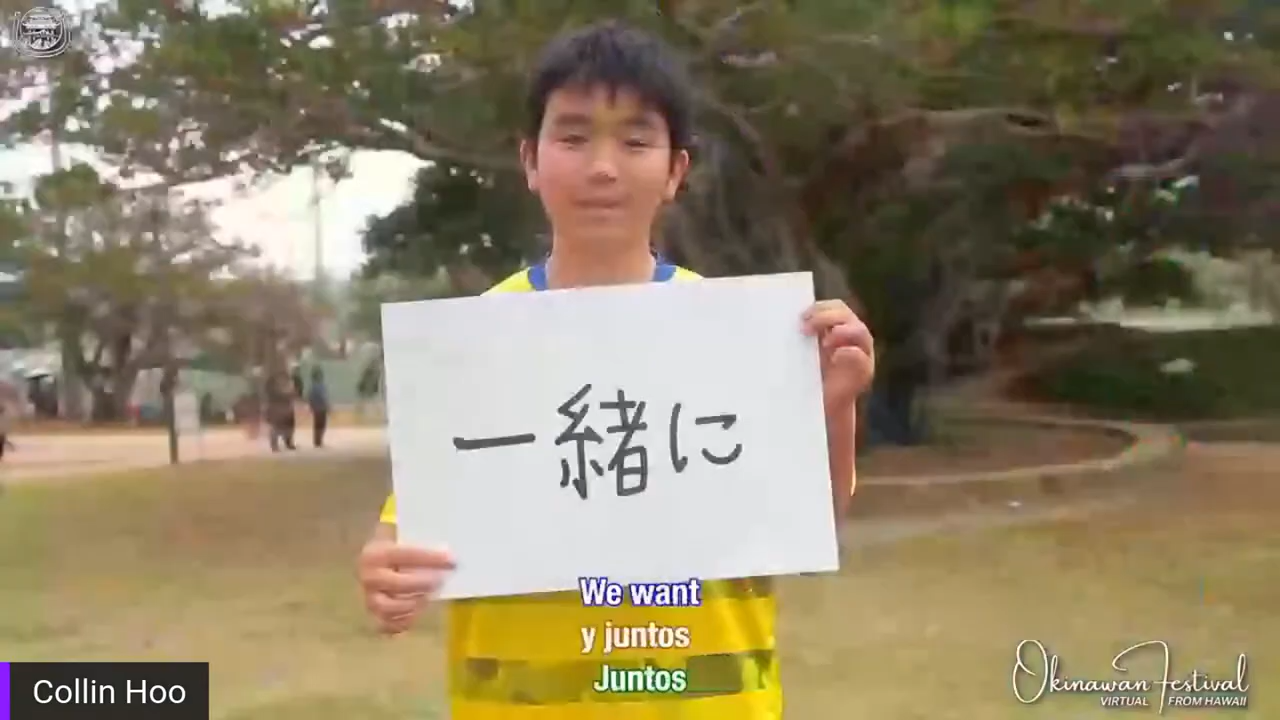 一緒に
We want
y juntos
Juntos
Collin Hoo
Okinawan Festival
VIRTUAL FROM HAWAII